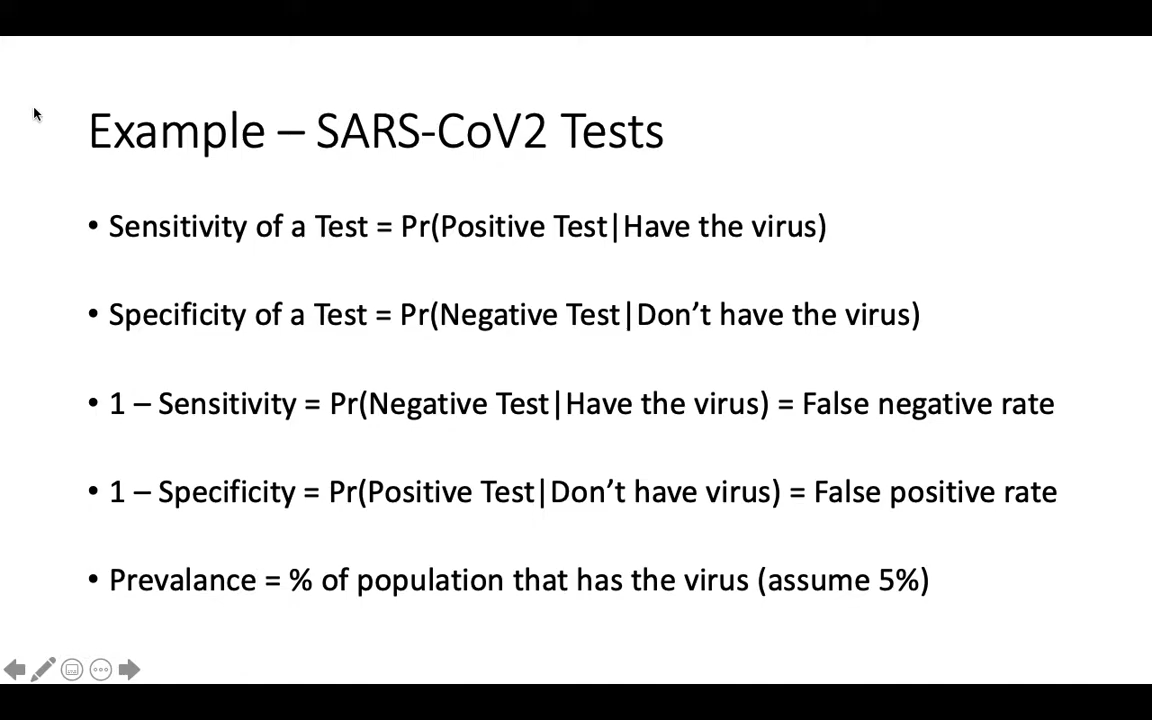 Example – SARS-CoV2 Tests
• Sensitivity of a Test = Pr(Positive Test|Have the virus)
• Specificity of a Test = Pr(Negative Test|Don’t have the virus)
• 1 – Sensitivity = Pr(Negative Test|Have the virus) = False negative rate
• 1 – Specificity = Pr(Positive Test|Don’t have virus) = False positive rate
• Prevalance = % of population that has the virus (assume 5%)